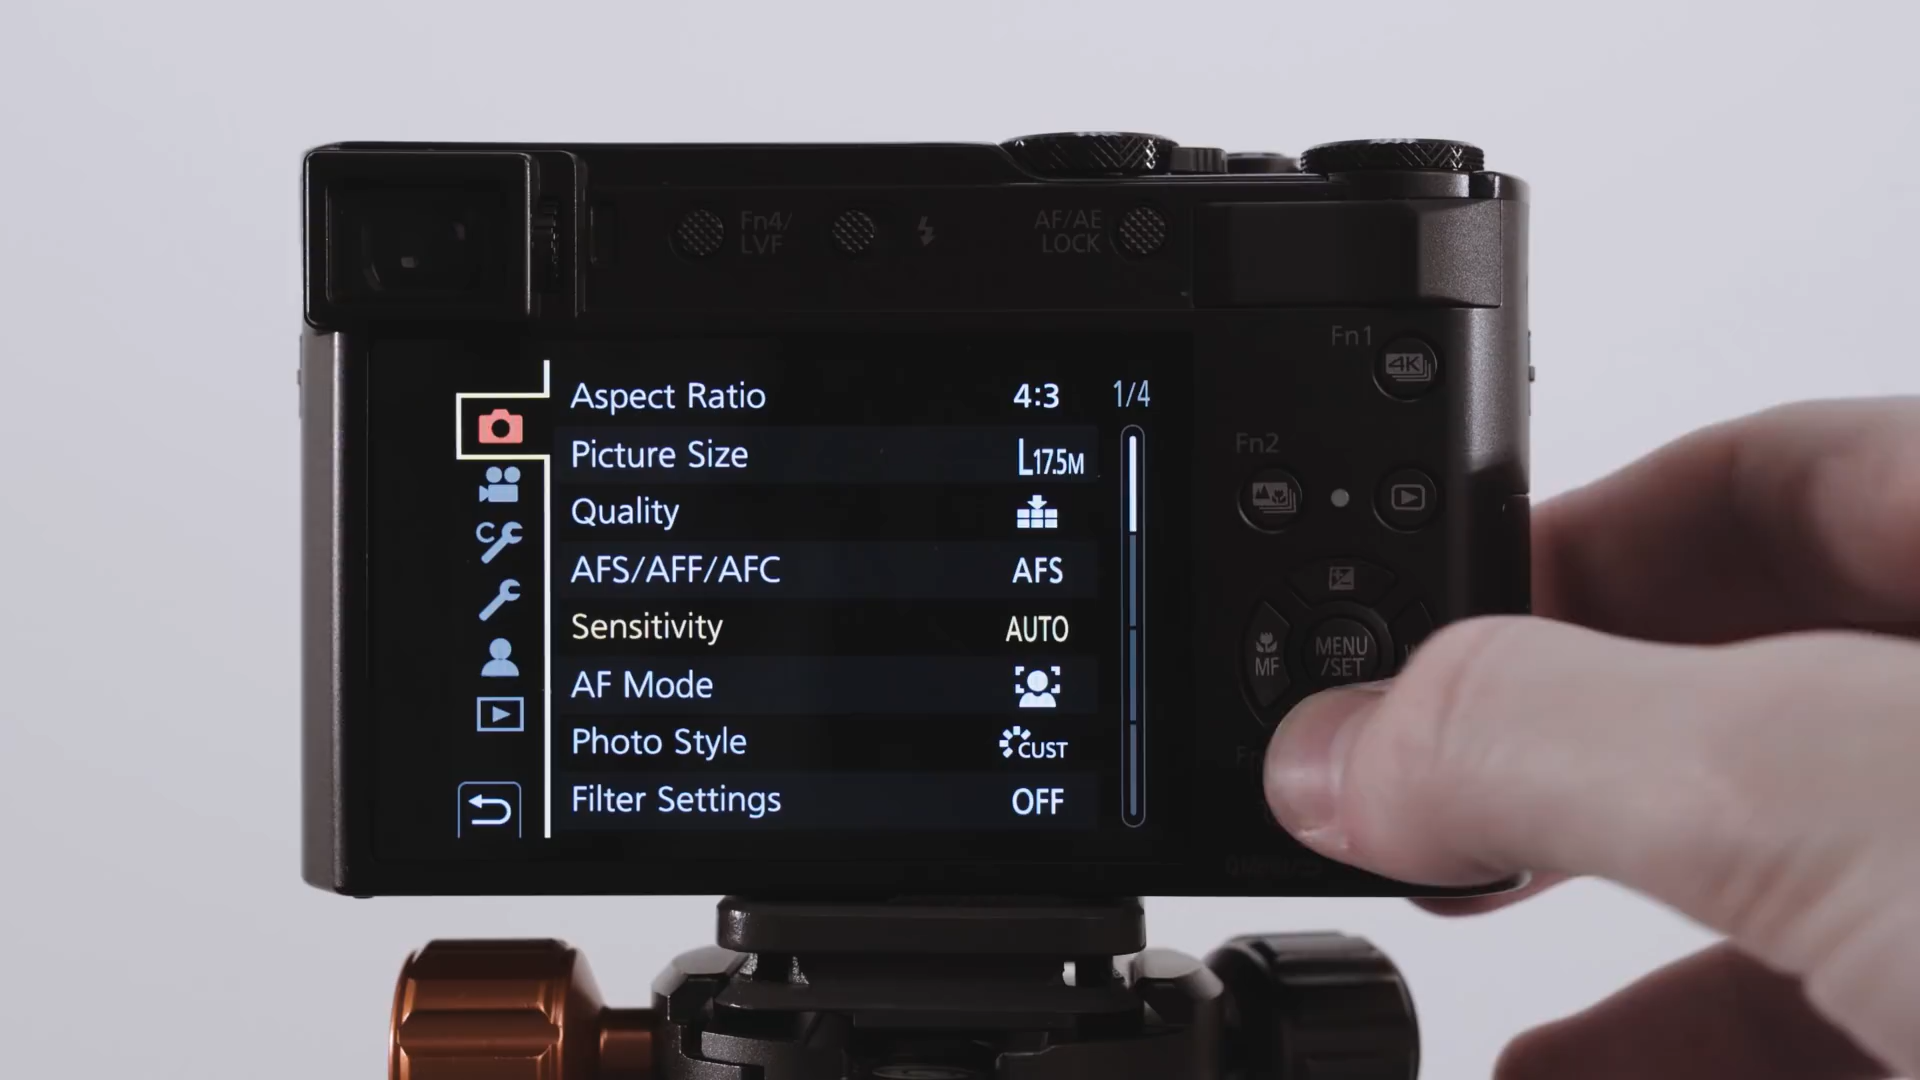 Fn4/
LVF
AF/AE
LOCK
Fn1
4K
Fn2
MENU
/SET
MF
Aspect Ratio 4:3 1/4
Picture Size L17.5M
Quality
AFS/AFF/AFC AFS
C
Sensitivity AUTO
AF Mode
Photo Style CUST
Filter Settings OFF